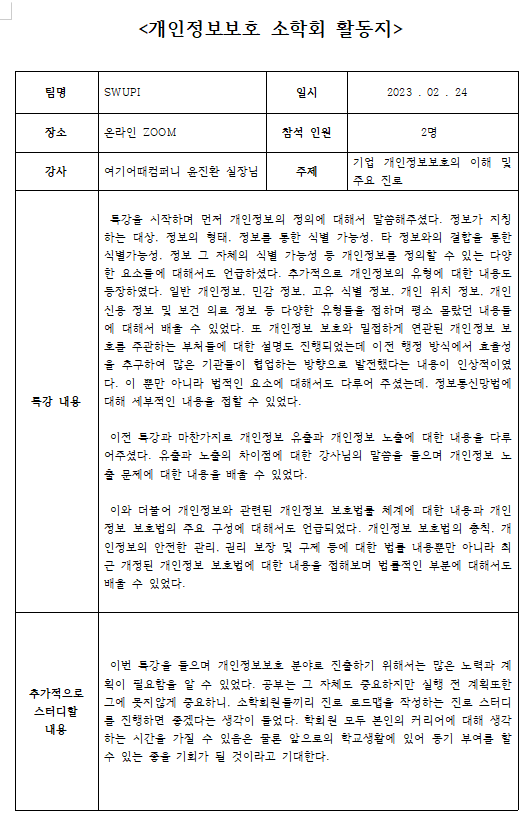 <개인정보보호 소학회 활동지>
팀명 SWUPI 일시 2023 . 02 . 24
장소 온라인 ZOOM 참석 인원 2명
강사 여기어때컴퍼니 윤진환 실장님 주제 기업 개인정보보호의 이해 및
주요 진로
특강 내용
특강을 시작하며 먼저 개인정보의 정의에 대해서 말씀해주셨다. 정보가 지칭
하는 대상, 정보의 형태, 정보를 통한 식별 가능성, 타 정보와의 결합을 통한
식별가능성, 정보 그 자체의 식별 가능성 등 개인정보를 정의할 수 있는 다양
한 요소들에 대해서도 언급하셨다. 추가적으로 개인정보의 유형에 대한 내용도
등장하였다. 일반 개인정보, 민감 정보, 고유 식별 정보, 개인 위치 정보, 개인
신용 정보 및 보건 의료 정보 등 다양한 유형들을 접하며 평소 몰랐던 내용들
에 대해서 배울 수 있었다. 또 개인정보 보호와 밀접하게 연관된 개인정보 보
호를 주관하는 부처들에 대한 설명도 진행되었는데 이전 행정 방식에서 효율성
을 추구하여 많은 기관들이 협업하는 방향으로 발전했다는 내용이 인상적이였
다. 이 뿐만 아니라 법적인 요소에 대해서도 다루어 주셨는데, 정보통신망법에
대해 세부적인 내용을 접할 수 있었다.
이전 특강과 마찬가지로 개인정보 유출과 개인정보 노출에 대한 내용을 다루
어주셨다. 유출과 노출의 차이점에 대한 강사님의 말씀을 들으며 개인정보 노
출 문제에 대한 내용을 배울 수 있었다.
이와 더불어 개인정보와 관련된 개인정보 보호법률 체계에 대한 내용과 개인
정보 보호법의 주요 구성에 대해서도 언급되었다. 개인정보 보호법의 총칙, 개
인정보의 안전한 관리, 권리 보장 및 구제 등에 대한 법률 내용뿐만 아니라 최
근 개정된 개인정보 보호법에 대한 내용을 접해보며 법률적인 부분에 대해서도
배울 수 있었다.
추가적으로
스터디할
내용
이번 특강을 들으며 개인정보보호 분야로 진출하기 위해서는 많은 노력과 계
획이 필요함을 알 수 있었다. 공부는 그 자체도 중요하지만 실행 전 계획또한
그에 못지않게 중요하니, 소학회원들끼리 진로 로드맵을 작성하는 진로 스터디
를 진행하면 좋겠다는 생각이 들었다. 학회원 모두 본인의 커리어에 대해 생각
하는 시간을 가질 수 있음은 물론 앞으로의 학교생활에 있어 동기 부여를 할
수 있는 좋을 기회가 될 것이라고 기대한다.